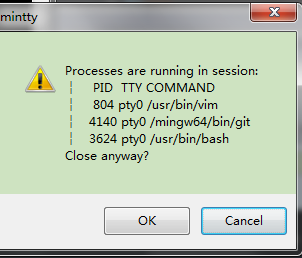 mintty
Processes are running in session:
PID TTY COMMAND
804 pty0 /usr/bin/vim
4140 pty0 /mingw64/bin/git
3624 pty0 /usr/bin/bash
Close anyway?
OK
Cancel